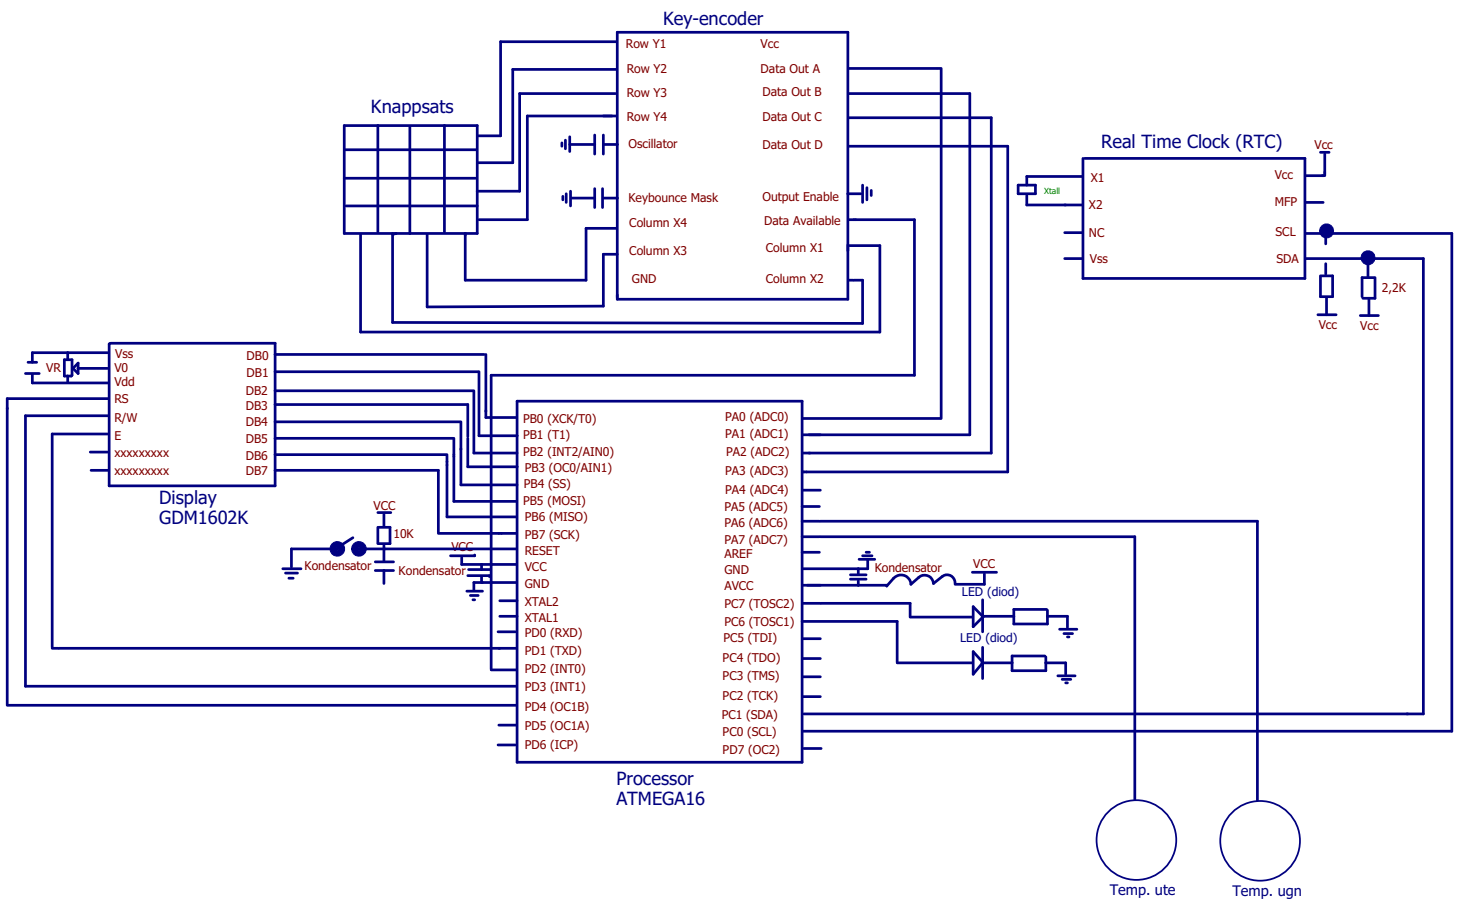 Key-encoder
Row Y1
Vcc
Row Y2
Data Out A
Row Y3
Data Out B
Row Y4
Data Out C
Oscillator
Data Out D
Keybounce Mask
Output Enable
Column X4
Data Available
Column X3
Column X1
GND
Column X2
Knappsats
Real Time Clock (RTC)
Vcc
X1
Vcc
Xtall
X2
MFP
NC
SCL
Vss
SDA
2,2K
Vcc
Vcc
Vss
DB0
VR
V0
DB1
Vdd
DB2
RS
DB3
R/W
DB4
E
DB5
xxxxxxxxx
DB6
xxxxxxxxx
DB7
Display
GDM1602K
VCC
10K
VCC
Kondensator
Kondensator
PB0 (XCK/T0)
PB1 (T1)
PB2 (INT2/AIN0)
PB3 (OC0/AIN1)
PB4 (SS)
PB5 (MOSI)
PB6 (MISO)
PB7 (SCK)
RESET
VCC
GND
XTAL2
XTAL1
PD0 (RXD)
PD1 (TXD)
PD2 (INT0)
PD3 (INT1)
PD4 (OC1B)
PD5 (OC1A)
PD6 (ICP)
PA0 (ADC0)
PA1 (ADC1)
PA2 (ADC2)
PA3 (ADC3)
PA4 (ADC4)
PA5 (ADC5)
PA6 (ADC6)
PA7 (ADC7)
AREF
GND
AVCC
PC7 (TOSC2)
PC6 (TOSC1)
PC5 (TDI)
PC4 (TDO)
PC3 (TMS)
PC2 (TCK)
PC1 (SDA)
PC0 (SCL)
PD7 (OC2)
Processor
ATMEGA16
Kondensator
VCC
LED (diod)
LED (diod)
Temp. ute
Temp. ugn